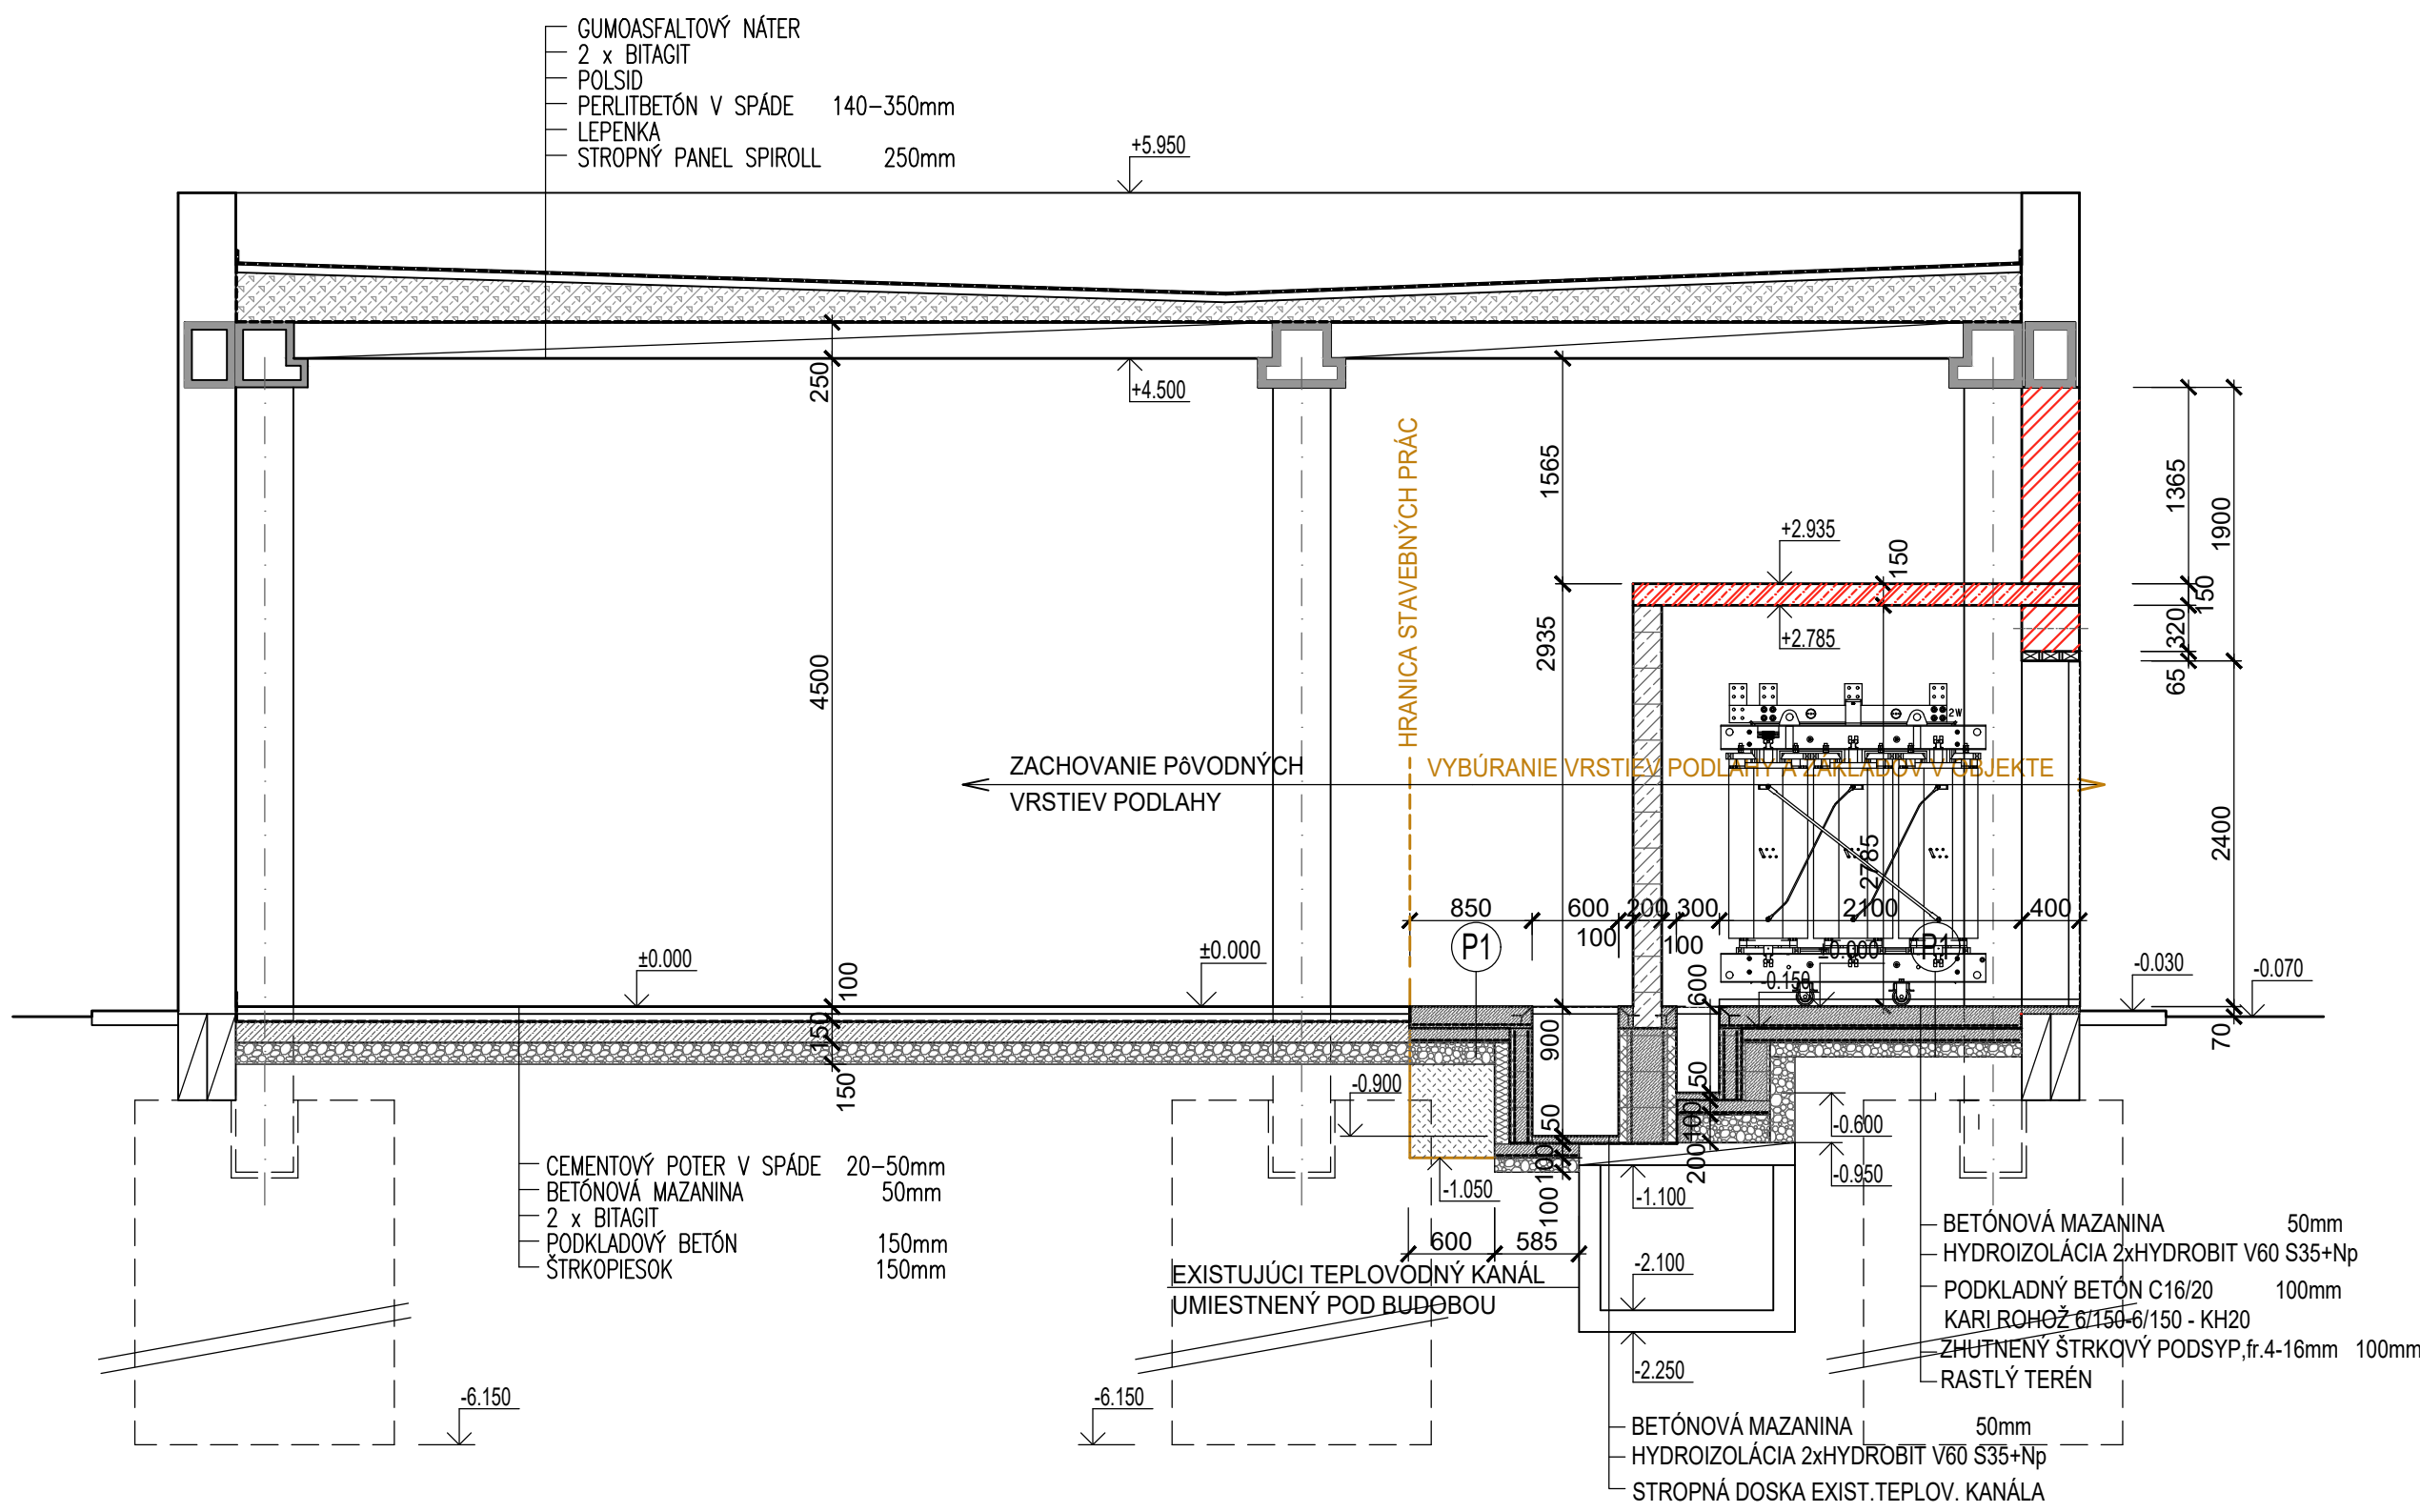 GUMOASFALTOVÝ NÁTER
2 x BITAGIT
POLSID
PERLITBETÓN V SPÁDE 140-350mm
LEPENKA
STROPNÝ PANEL SPIROLL 250mm
+5.950
+4.500
250
4500
100
150
150
HRANICA STAVEBNÝCH PRÁC
1565
2935
+2.935
150
+2.785
1365
1900
150
320
65
2400
70
2W
ZACHOVANIE PôVODNÝCH
VRSTIEV PODLAHY
VYBÚRANIE VRSTIEV PODLAHY A ZÁKLADOV V OBJEKTE
2785
850
600
200
300
2100
400
100
100
P1
P1
±0.000
±0.000
±0.000
-0.150
-0.030
-0.070
600
900
50
50
100
100
200
100
-0.900
-0.600
-0.950
-1.050
-1.100
600
585
-2.100
-2.250
CEMENTOVÝ POTER V SPÁDE 20-50mm
BETÓNOVÁ MAZANINA 50mm
2 x BITAGIT
PODKLADOVÝ BETÓN 150mm
ŠTRKOPIESOK 150mm
EXISTUJÚCI TEPLOVODNÝ KANÁL
UMIESTNENÝ POD BUDOBOU
BETÓNOVÁ MAZANINA 50mm
HYDROIZOLÁCIA 2xHYDROBIT V60 S35+Np
PODKLADNÝ BETÓN C16/20 100mm
KARI ROHOŽ 6/150-6/150 - KH20
ZHUTNENÝ ŠTRKOVÝ PODSYP,fr.4-16mm 100mm
RASTLÝ TERÉN
-6.150
-6.150
BETÓNOVÁ MAZANINA 50mm
HYDROIZOLÁCIA 2xHYDROBIT V60 S35+Np
STROPNÁ DOSKA EXIST.TEPLOV. KANÁLA